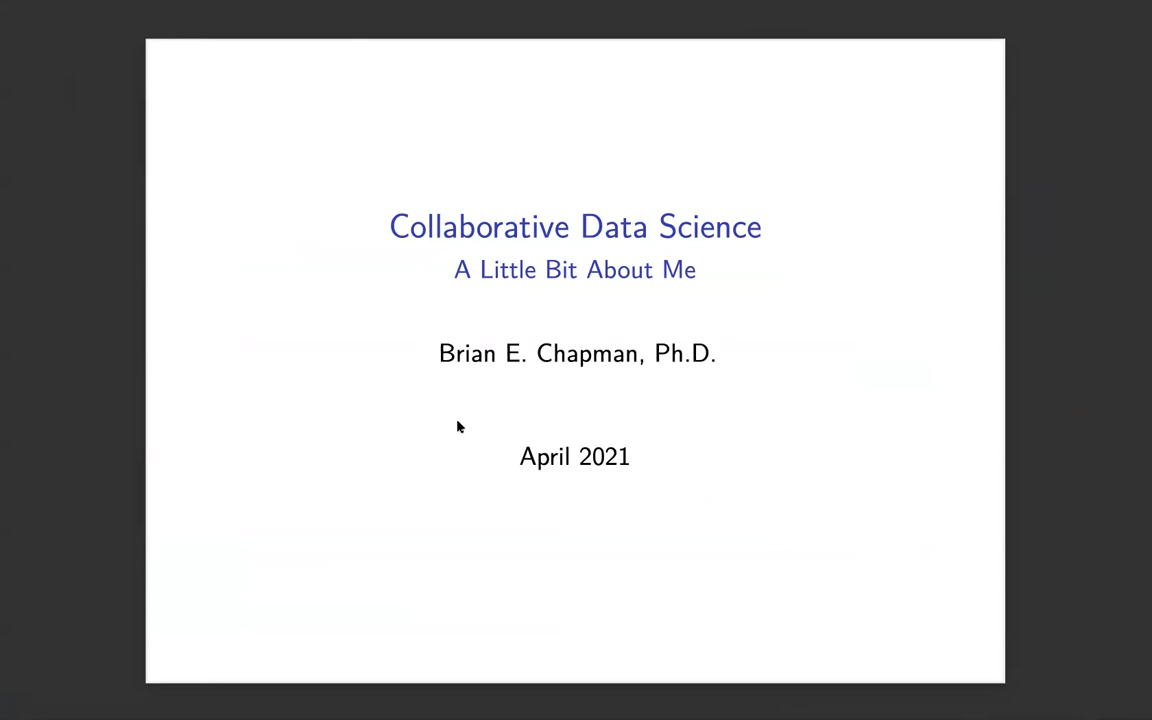 Collaborative Data Science
A Little Bit About Me
Brian E. Chapman, Ph.D.
April 2021